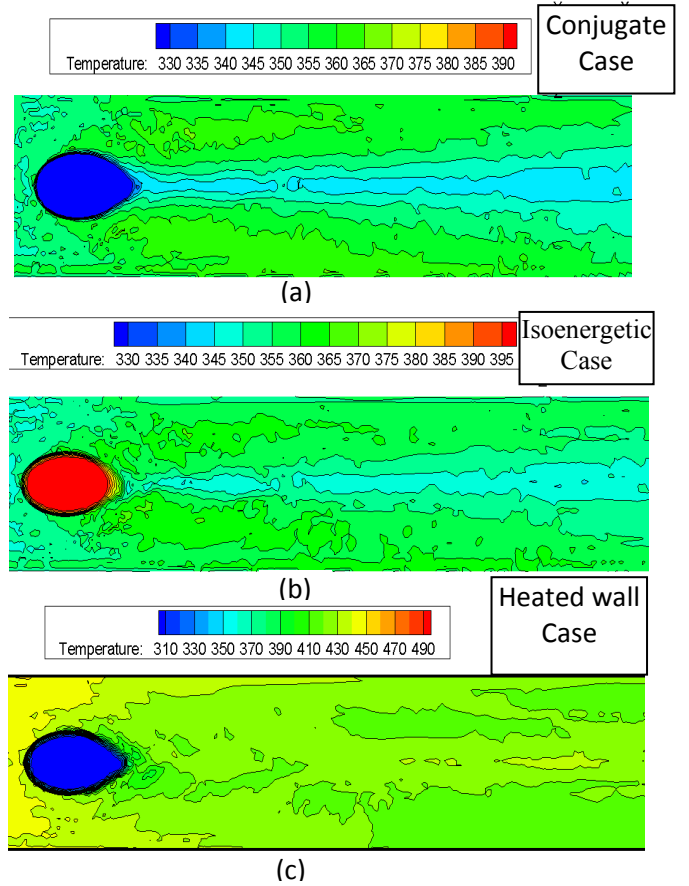 Conjugate
Case
Temperature: 330 335 340 345 350 355 360 365 370 375 380 385 390
(a)
Isoenergetic
Case
Temperature: 330 335 340 345 350 355 360 365 370 375 380 385 390 395
(b)
Heated wall
Case
Temperature: 310 330 350 370 390 410 430 450 470 490
(c)